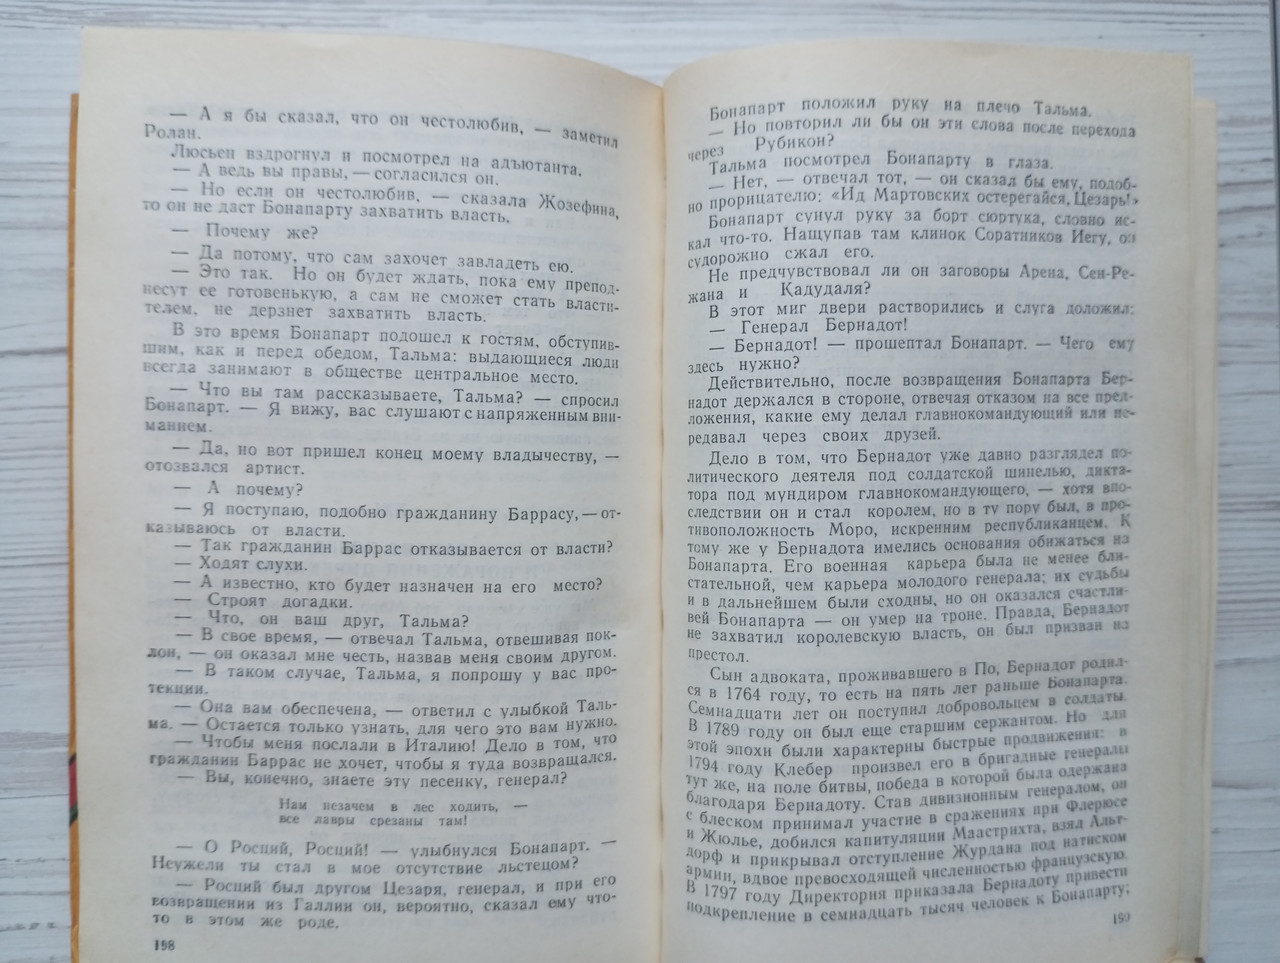 — А я бы сказал, что он честолюбив, — заметил
Ролан.
Люсьен вздрогнул и посмотрел на адъютанта.
— А ведь вы правы, — согласился он.
— Но если он честолюбив, — сказала Жозефина,
то он не даст Бонапарту захватить власть.
— Почему же?
— Да потому, что сам захочет завладеть ею.
— Это так. Но он будет ждать, пока ему препод-
несут ее готовенькую, а сам не сможет стать власти-
телем, не дерзнет захватить власть.
В это время Бонапарт подошел к гостям, обступив-
шим, как и перед обедом, Тальма: выдающиеся люди
всегда занимают в обществе центральное место.
— Что вы там рассказываете, Тальма? — спросил
Бонапарт. — Я вижу, вас слушают с напряженным вни-
манием.
— Да, но вот пришел конец моему владычеству, —
отозвался артист.
— А почему?
— Я поступаю, подобно гражданину Баррасу, — от-
казываюсь от власти.
— Так гражданин Баррас отказывается от власти?
— Ходят слухи.
— А известно, кто будет назначен на его место?
— Строят догадки.
— Что, он ваш друг, Тальма?
— В свое время, — отвечал Тальма, отвешивая пок-
лон, — он оказал мне честь, назвав меня своим другом.
— В таком случае, Тальма, я попрошу у вас про-
текции.
— Она вам обеспечена, — ответил с улыбкой Таль-
ма. — Остается только узнать, для чего это вам нужно.
— Чтобы меня послали в Италию! Дело в том, что
гражданин Баррас не хочет, чтобы я туда возвращался.
— Вы, конечно, знаете эту песенку, генерал?
Нам незачем в лес ходить, —
все лавры срезаны там!
— О Росций, Росций! — улыбнулся Бонапарт. —
Неужели ты стал в мое отсутствие льстецом?
— Росций был другом Цезаря, генерал, и при его
возвращении из Галлии он, вероятно, сказал ему что-
то в этом же роде.
198
Бонапарт положил руку на плечо Тальма.
— Но повторил ли бы он эти слова после перехода
через Рубикон?
Тальма посмотрел Бонапарту в глаза.
— Нет, — отвечал тот, — он сказал бы ему, подоб-
но прорицателю: «Ид Мартовских остерегайся, Цезарь!»
Бонапарт сунул руку за борт сюртука, словно ис-
кал что-то. Нащупав там клинок Соратников Иегу, он
судорожно сжал его.
Не предчувствовал ли он заговоры Арена, Сен-Ре-
жана и Кадудаля?
В этот миг двери растворились и слуга доложил:
— Генерал Бернадот!
— Бернадот! — прошептал Бонапарт. — Чего ему
здесь нужно?
Действительно, после возвращения Бонапарта Бер-
надот держался в стороне, отвечая отказом на все пред-
ложения, какие ему делал главнокомандующий или пе-
редавал через своих друзей.
Дело в том, что Бернадот уже давно разглядел по-
литического деятеля под солдатской шинелью, дикта-
тора под мундиром главнокомандующего, — хотя впо-
следствии он и стал королем, но в ту пору был, в про-
тивоположность Моро, искренним республиканцем. К
тому же у Бернадота имелись основания обижаться на
Бонапарта. Его военная карьера была не менее бли-
стательной, чем карьера молодого генерала; их судьбы
и в дальнейшем были сходны, но он оказался счастли-
вей Бонапарта — он умер на троне. Правда, Бернадот
не захватил королевскую власть, он был призван на
престол.
Сын адвоката, проживавшего в По, Бернадот родил-
ся в 1764 году, то есть на пять лет раньше Бонапарта.
Семнадцати лет он поступил добровольцем в солдаты.
В 1789 году он был еще старшим сержантом. Но для
этой эпохи были характерны быстрые продвижения: в
1794 году Клебер произвел его в бригадные генералы
тут же, на поле битвы, победа в которой была одержана
благодаря Бернадоту. Став дивизионным генералом, он
с блеском принимал участие в сражениях при Флерюсе
и Жюлье, добился капитуляции Маастрихта, взял Альт-
дорф и прикрывал отступление Журдана под натиском
армии, вдвое превосходящей численностью французскую.
В 1797 году Директория приказала Бернадоту привести
подкрепление в семнадцать тысяч человек к Бонапарту;
199